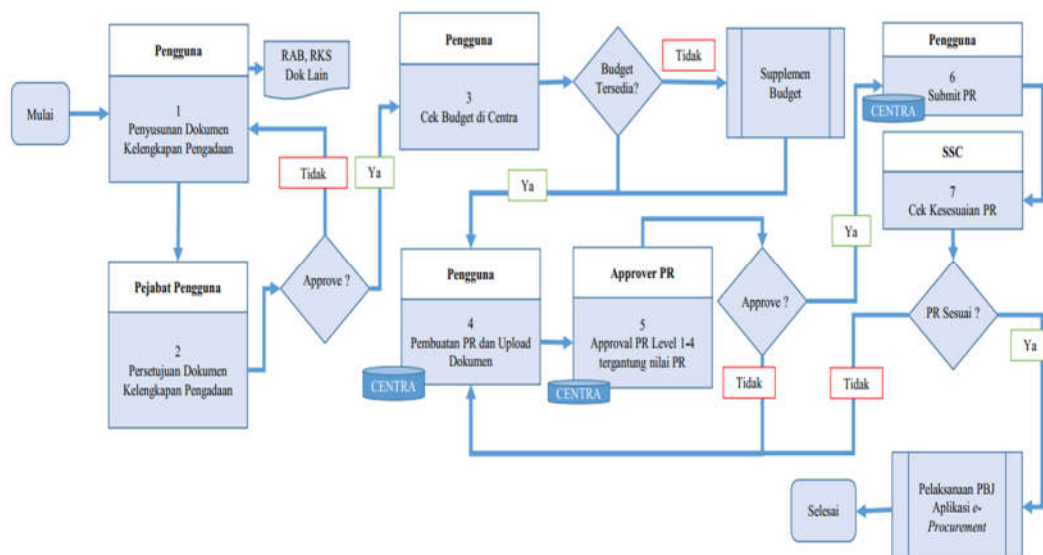 Mulai
Pengguna
1
Penyusunan Dokumen
Kelengkapan Pengadaan
RAB, RKS
Dok Lain
Pejabat Pengguna
2
Persetujuan Dokumen
Kelengkapan Pengadaan
Approve ?
Tidak
Ya
Pengguna
3
Cek Budget di Centra
Budget
Tersedia?
Tidak
Supplemen
Budget
Ya
Pengguna
4
Pembuatan PR dan Upload
Dokumen
CENTRA
Approver PR
5
Approval PR Level 1-4
tergantung nilai PR
CENTRA
Approve ?
Tidak
Ya
Pengguna
6
Submit PR
CENTRA
SSC
7
Cek Kesesuaian PR
PR Sesuai ?
Tidak
Ya
Pelaksanaan PBJ
Aplikasi e-
Procurement
Selesai